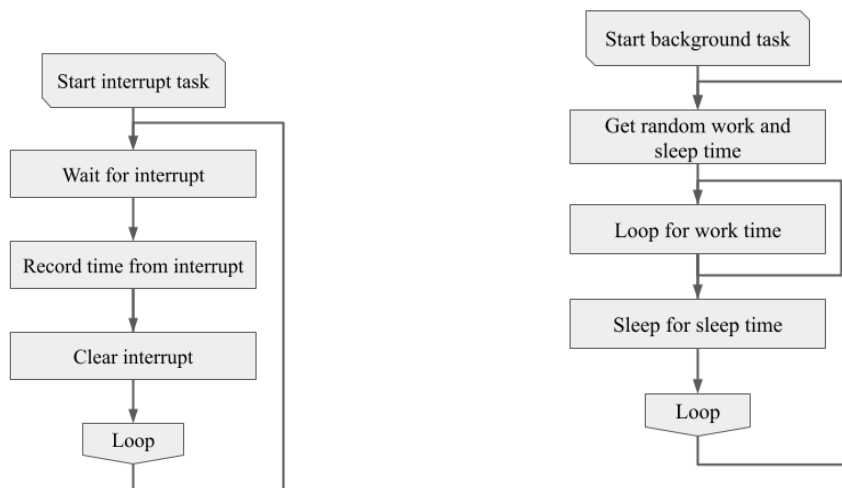 Start interrupt task
Wait for interrupt
Record time from interrupt
Clear interrupt
Loop
Start background task
Get random work and
sleep time
Loop for work time
Sleep for sleep time
Loop